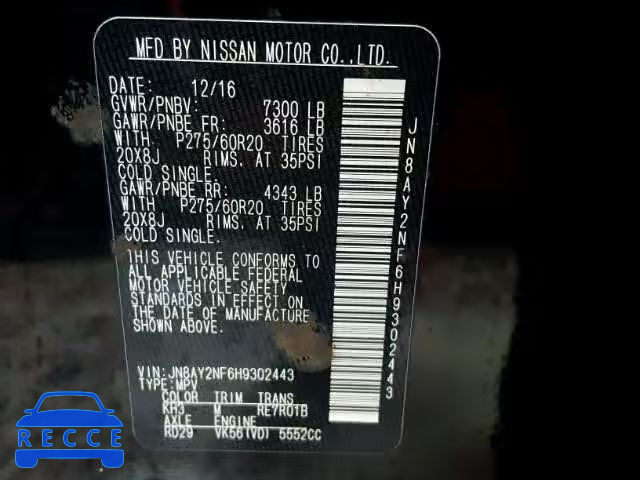 MFD BY NISSAN MOTOR CO.,LTD.
DATE: 12/16
GVWR/PNBV: 7300 LB
GAWR/PNBE FR: 3616 LB
WITH P275/60R20 TIRES
20X8J RIMS. AT 35PSI
COLD SINGLE.
GAWR/PNBE RR: 4343 LB
WITH P275/60R20 TIRES
20X8J RIMS. AT 35PSI
COLD SINGLE.
THIS VEHICLE CONFORMS TO
ALL APPLICABLE FEDERAL
MOTOR VEHICLE SAFETY
STANDARDS IN EFFECT ON
THE DATE OF MANUFACTURE
SHOWN ABOVE.
VIN: JN8AY2NF6H9302443
TYPE: MPV
COLOR TRIM TRANS
KH3 M RE7R01B
AXLE ENGINE
RD29 VK56(VD) 5552CC
JN8AY2NF6H9302443
RECCE